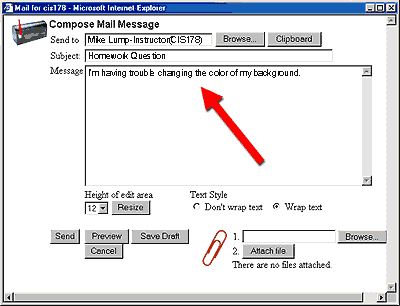 Mail for cis178 - Microsoft Internet Explorer
Compose Mail Message
Send to Mike Lump-Instructor(CIS178) Browse... Clipboard
Subject: Homework Question
Message I'm having trouble changing the color of my background.
Height of edit area Text Style
12 Resize Don't wrap text Wrap text
Send Preview Save Draft 1. Browse...
Cancel 2. Attach file
There are no files attached.